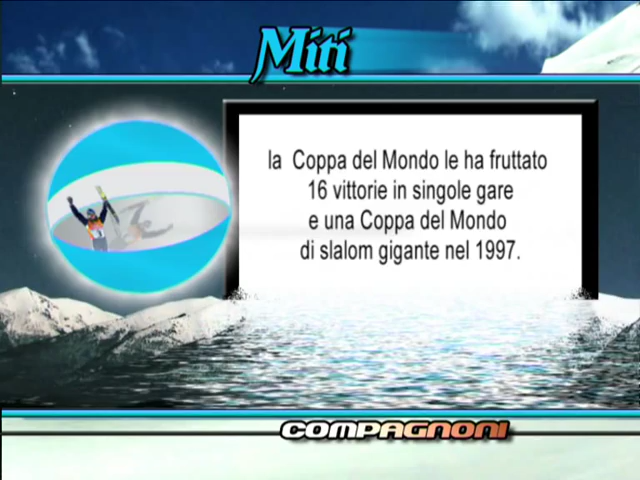 Miti
la Coppa del Mondo le ha fruttato
16 vittorie in singole gare
e una Coppa del Mondo
di slalom gigante nel 1997.
COMPAGNONI